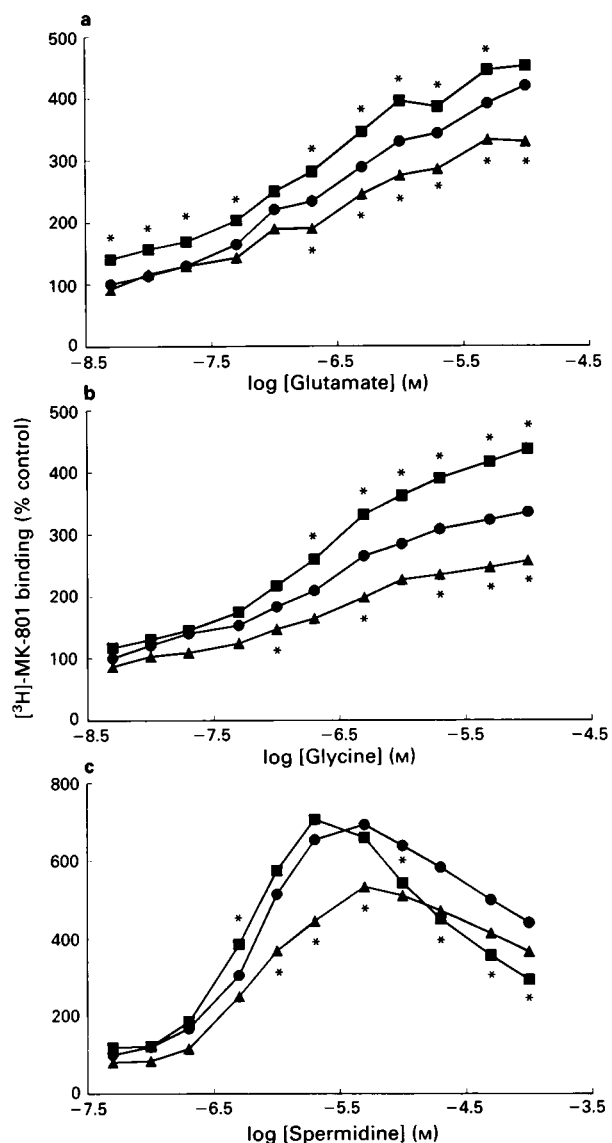 a
500
400
300
200
100
0
* * * * * * * * *
* * * * * *
−8.5 −7.5 −6.5 −5.5 −4.5
log [Glutamate] (M)
b
500
400
300
200
100
0
* * * * * *
* * * * *
−8.5 −7.5 −6.5 −5.5 −4.5
log [Glycine] (M)
[³H]-MK-801 binding (% control)
c
800
600
400
200
0
* *
* * * * * *
−7.5 −6.5 −5.5 −4.5 −3.5
log [Spermidine] (M)